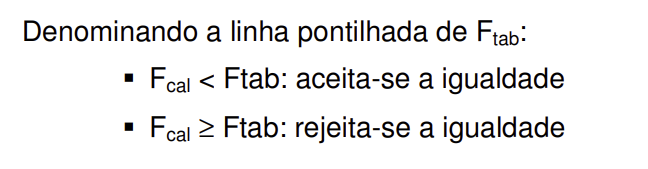 Denominando a linha pontilhada de Ftab:
▪ Fcal < Ftab: aceita-se a igualdade
▪ Fcal ≥ Ftab: rejeita-se a igualdade